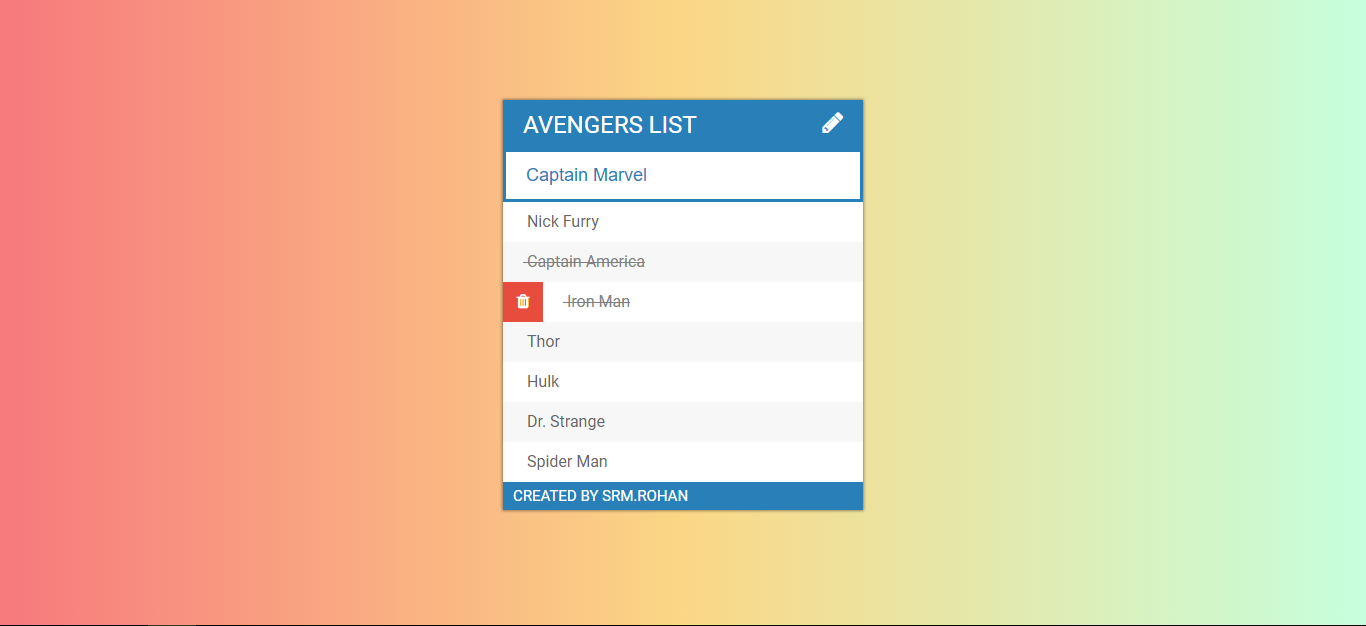 AVENGERS LIST
Captain Marvel
Nick Furry
Captain America
Iron Man
Thor
Hulk
Dr. Strange
Spider Man
CREATED BY SRM.ROHAN